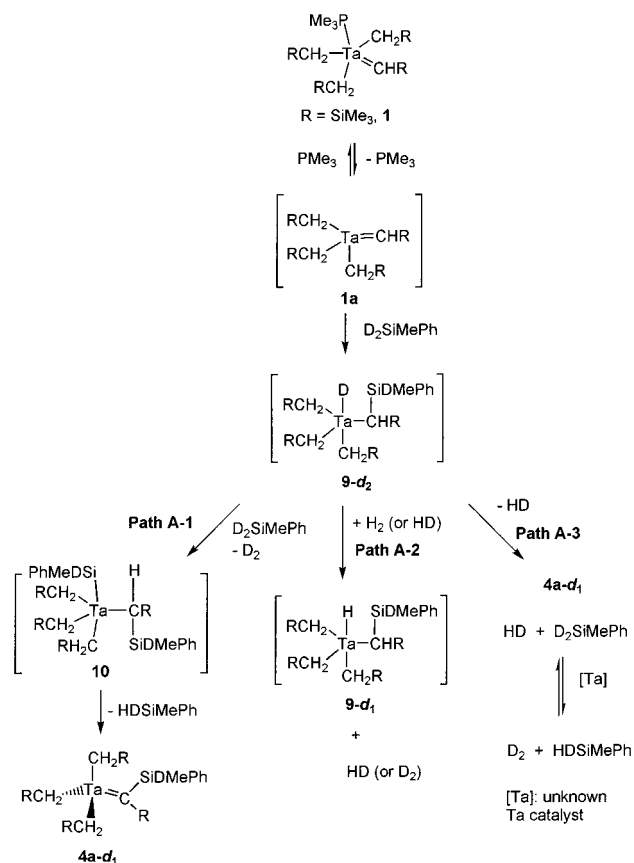 Me3P
CH2R
RCH2 Ta
CHR
RCH2
R = SiMe3, 1
PMe3 - PMe3
RCH2
Ta=CHR
RCH2
CH2R
1a
D2SiMePh
D SiDMePh
RCH2
Ta CHR
RCH2
CH2R
9-d2
Path A-1
D2SiMePh
- D2
+ H2 (or HD)
Path A-2
- HD
Path A-3
4a-d1
PhMeDSi H
RCH2
Ta CR
RCH2
RH2C SiDMePh
10
H SiDMePh
RCH2
Ta CHR
RCH2
CH2R
9-d1
+
HD (or D2)
HD + D2SiMePh
[Ta]
D2 + HDSiMePh
[Ta]: unknown
Ta catalyst
- HDSiMePh
CH2R
SiDMePh
RCH2 Ta=C
R
RCH2
4a-d1